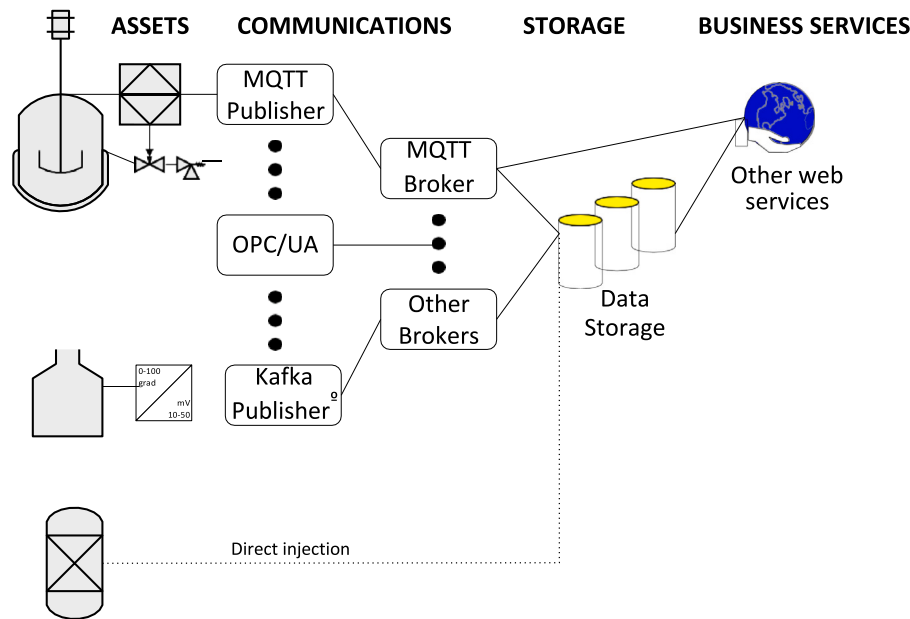 ASSETS
COMMUNICATIONS
STORAGE
BUSINESS SERVICES
MQTT
Publisher
MQTT
Broker
Other web
services
OPC/UA
Other
Brokers
Data
Storage
0-100
grad
mV
10-50
Kafka
Publisherº
Direct injection